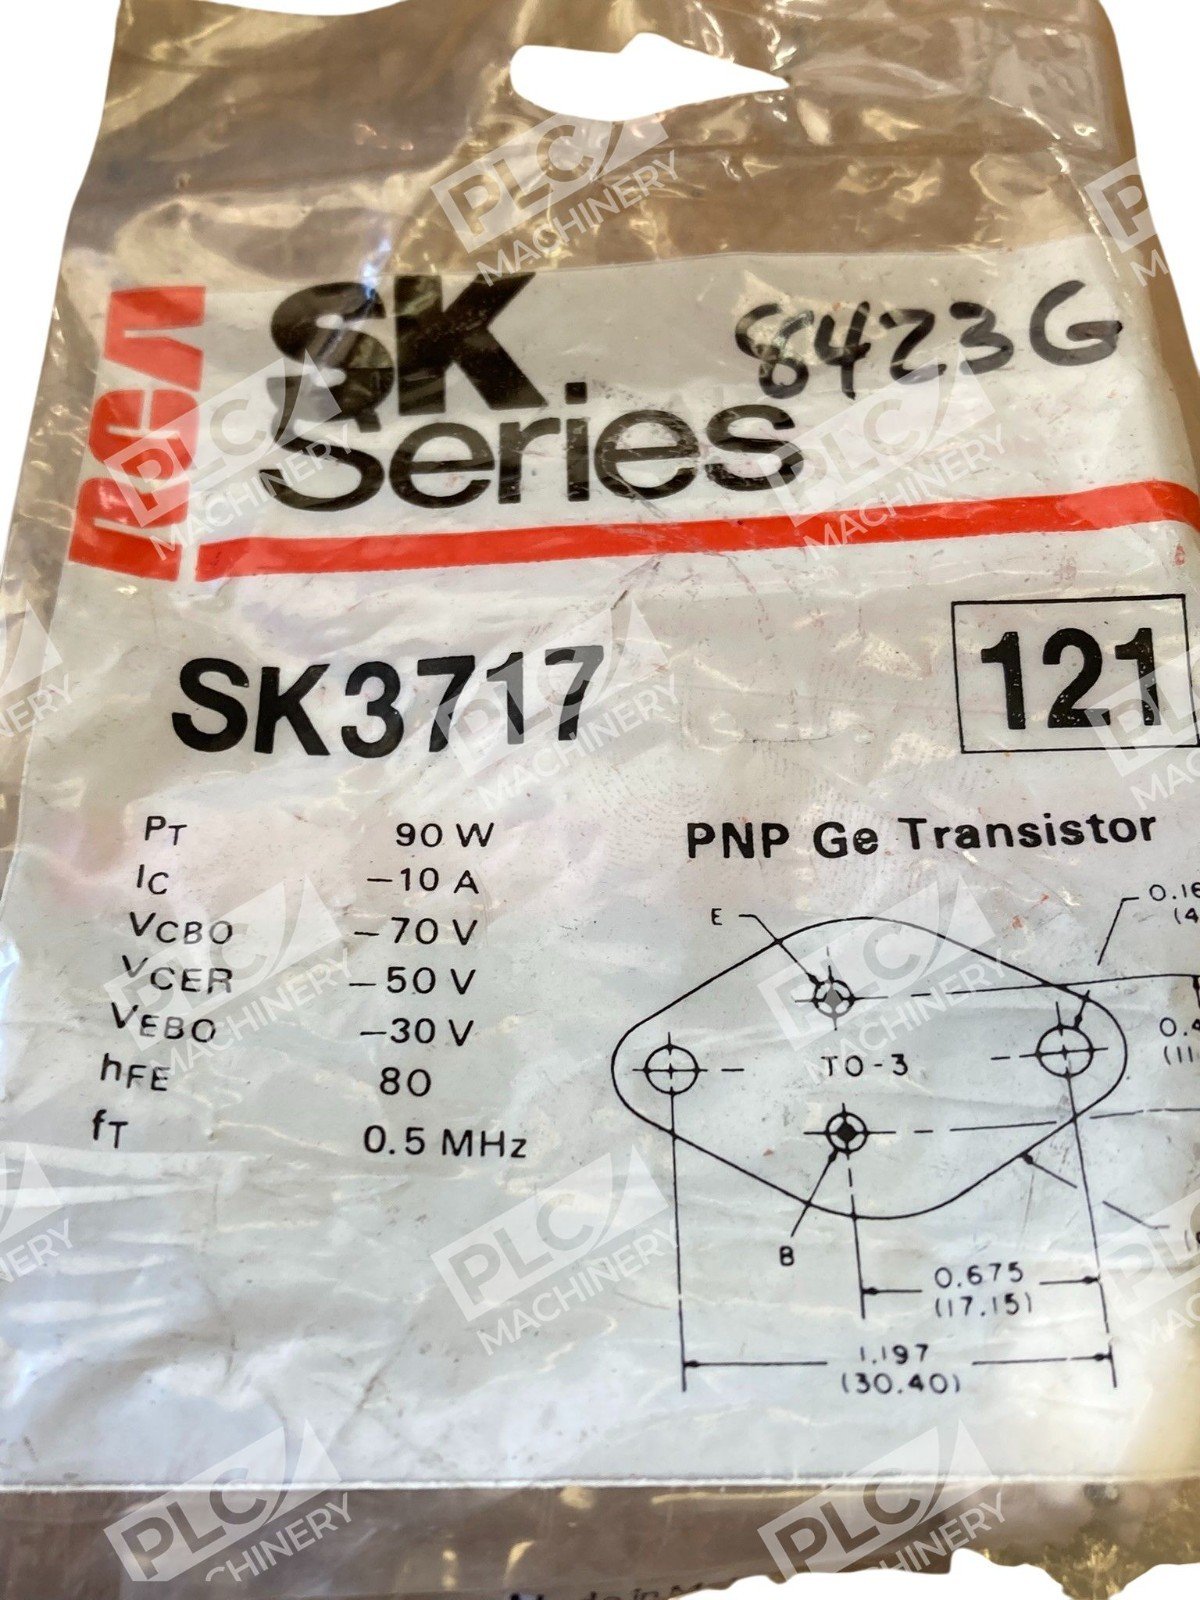 RCA
SK
Series
8423G
SK3717
121
PT 90 W
IC -10 A
VCBO -70 V
VCER -50 V
VEBO -30 V
hFE 80
fT 0.5 MHz
PNP Ge Transistor
E
TO-3
B
0.675
(17.15)
1.197
(30.40)
PLC
MACHINERY